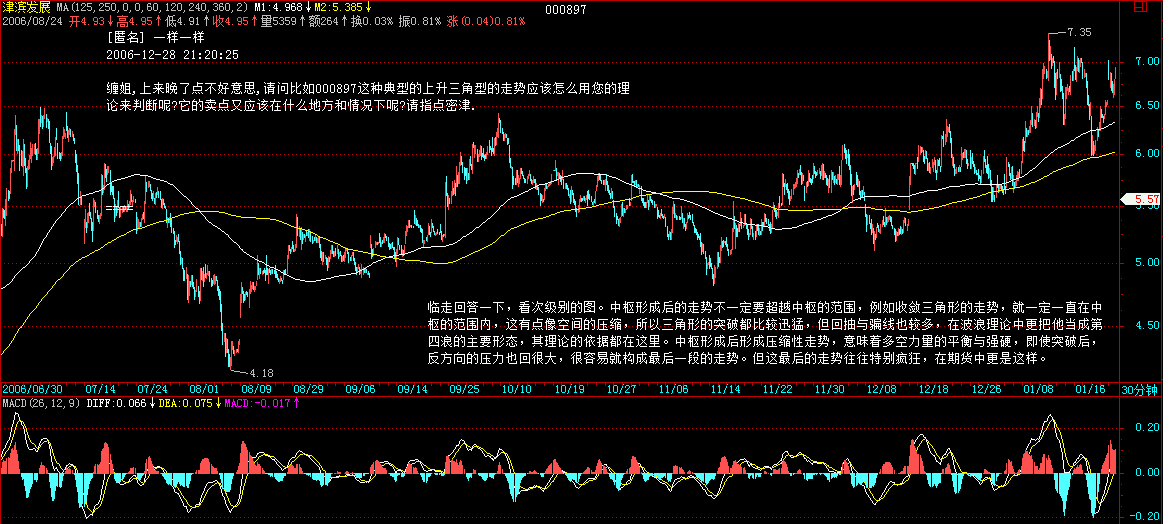 津滨发展 MA(125,250,0,0,60,120,240,360,2) M1:4.968↓M2:5.385↓
2006/08/24 开4.93↓高4.95↑低4.91↑收4.95↑量5359↑额264↑换0.03% 振0.81% 涨(0.04)0.81%
000897
日
[匿名] 一样一样
2006-12-28 21:20:25
缠姐,上来晚了点不好意思,请问比如000897这种典型的上升三角型的走势应该怎么用您的理
论来判断呢?它的卖点又应该在什么地方和情况下呢?请指点密津.
7.35
7.00
6.50
6.00
5.57
5.50
5.00
4.50
4.18
临走回答一下，看次级别的图。中枢形成后的走势不一定要超越中枢的范围，例如收敛三角形的走势，就一定一直在中
枢的范围内，这有点像空间的压缩，所以三角形的突破都比较迅猛，但回抽与骗线也较多，在波浪理论中更把他当成第
四浪的主要形态，其理论的依据都在这里。中枢形成后形成压缩性走势，意味着多空力量的平衡与强硬，即使突破后，
反方向的压力也回很大，很容易就构成最后一段的走势。但这最后的走势往往特别疯狂，在期货中更是这样。
2006/06/30 07/14 07/24 08/01 08/09 08/29 09/06 09/14 09/25 10/10 10/19 10/27 11/06 11/14 11/22 11/30 12/08 12/18 12/26 01/08 01/16 30分钟
MACD(26,12,9) DIFF:0.066↓DEA:0.075↓MACD:-0.017↑
0.20
0.00
-0.20